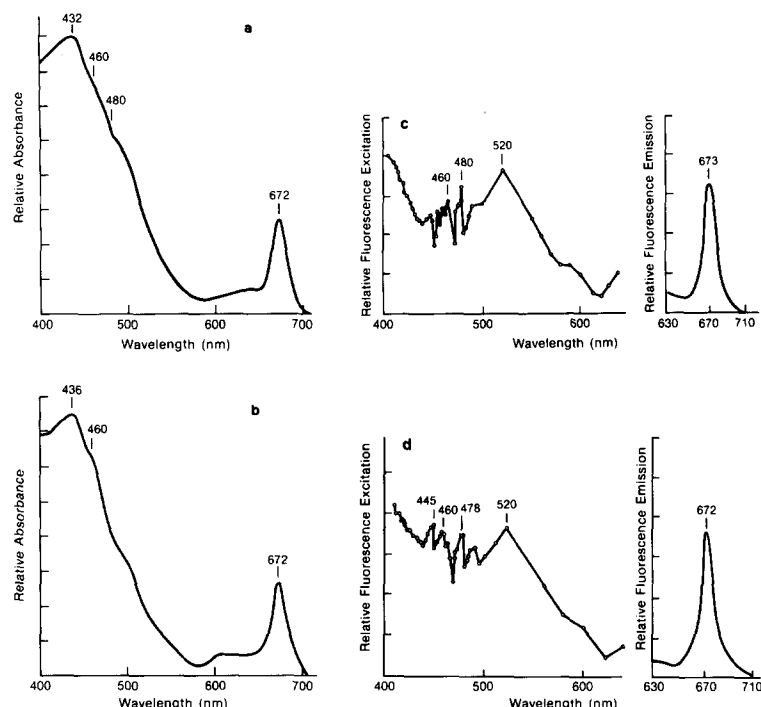 a
432
460
480
672
Relative Absorbance
400 500 600 700
Wavelength (nm)
c
460
480
520
Relative Fluorescence Excitation
400 500 600
Wavelength (nm)
673
Relative Fluorescence Emission
630 670 710
b
436
460
672
Relative Absorbance
400 500 600 700
Wavelength (nm)
d
445
460
478
520
Relative Fluorescence Excitation
400 500 600
Wavelength (nm)
672
Relative Fluorescence Emission
630 670 710